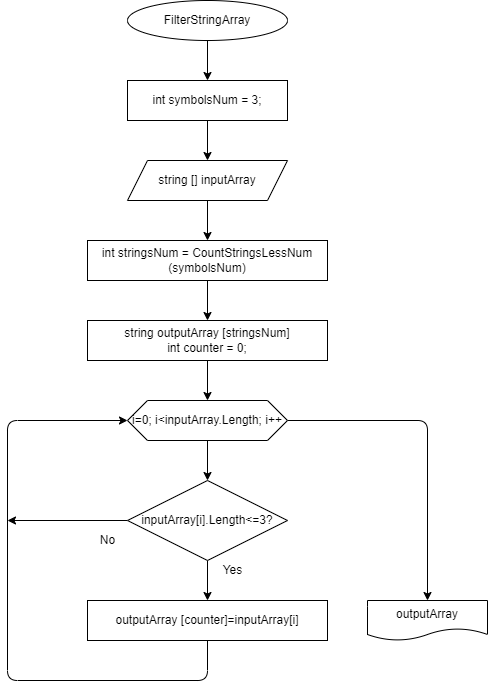 FilterStringArray
int symbolsNum = 3;
string [] inputArray
int stringsNum = CountStringsLessNum
(symbolsNum)
string outputArray [stringsNum]
int counter = 0;
i=0; i<inputArray.Length; i++
inputArray[i].Length<=3?
No
Yes
outputArray [counter]=inputArray[i]
outputArray